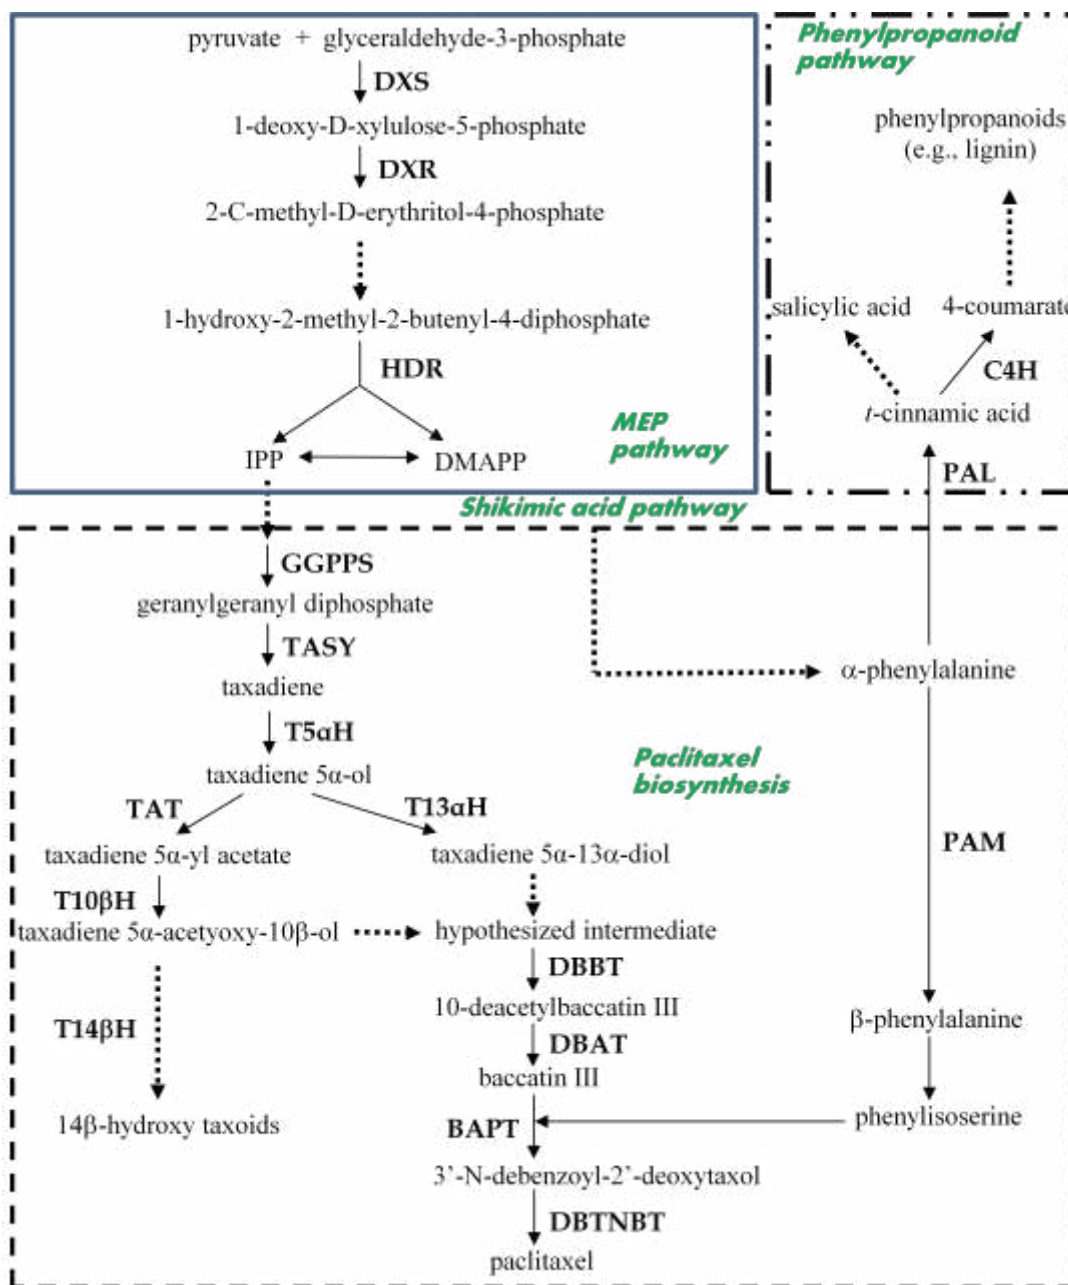 pyruvate + glyceraldehyde-3-phosphate
DXS
1-deoxy-D-xylulose-5-phosphate
DXR
2-C-methyl-D-erythritol-4-phosphate
1-hydroxy-2-methyl-2-butenyl-4-diphosphate
HDR
IPP
DMAPP
MEP
pathway
Phenylpropanoid
pathway
phenylpropanoids
(e.g., lignin)
salicylic acid
4-coumarate
C4H
t-cinnamic acid
PAL
Shikimic acid pathway
GGPPS
geranylgeranyl diphosphate
TASY
taxadiene
T5αH
taxadiene 5α-ol
TAT
T13αH
taxadiene 5α-yl acetate
taxadiene 5α-13α-diol
T10βH
taxadiene 5α-acetyoxy-10β-ol
hypothesized intermediate
DBBT
T14βH
10-deacetylbaccatin III
DBAT
baccatin III
14β-hydroxy taxoids
BAPT
3'-N-debenzoyl-2'-deoxytaxol
DBTNBT
paclitaxel
Paclitaxel
biosynthesis
α-phenylalanine
PAM
β-phenylalanine
phenylisoserine